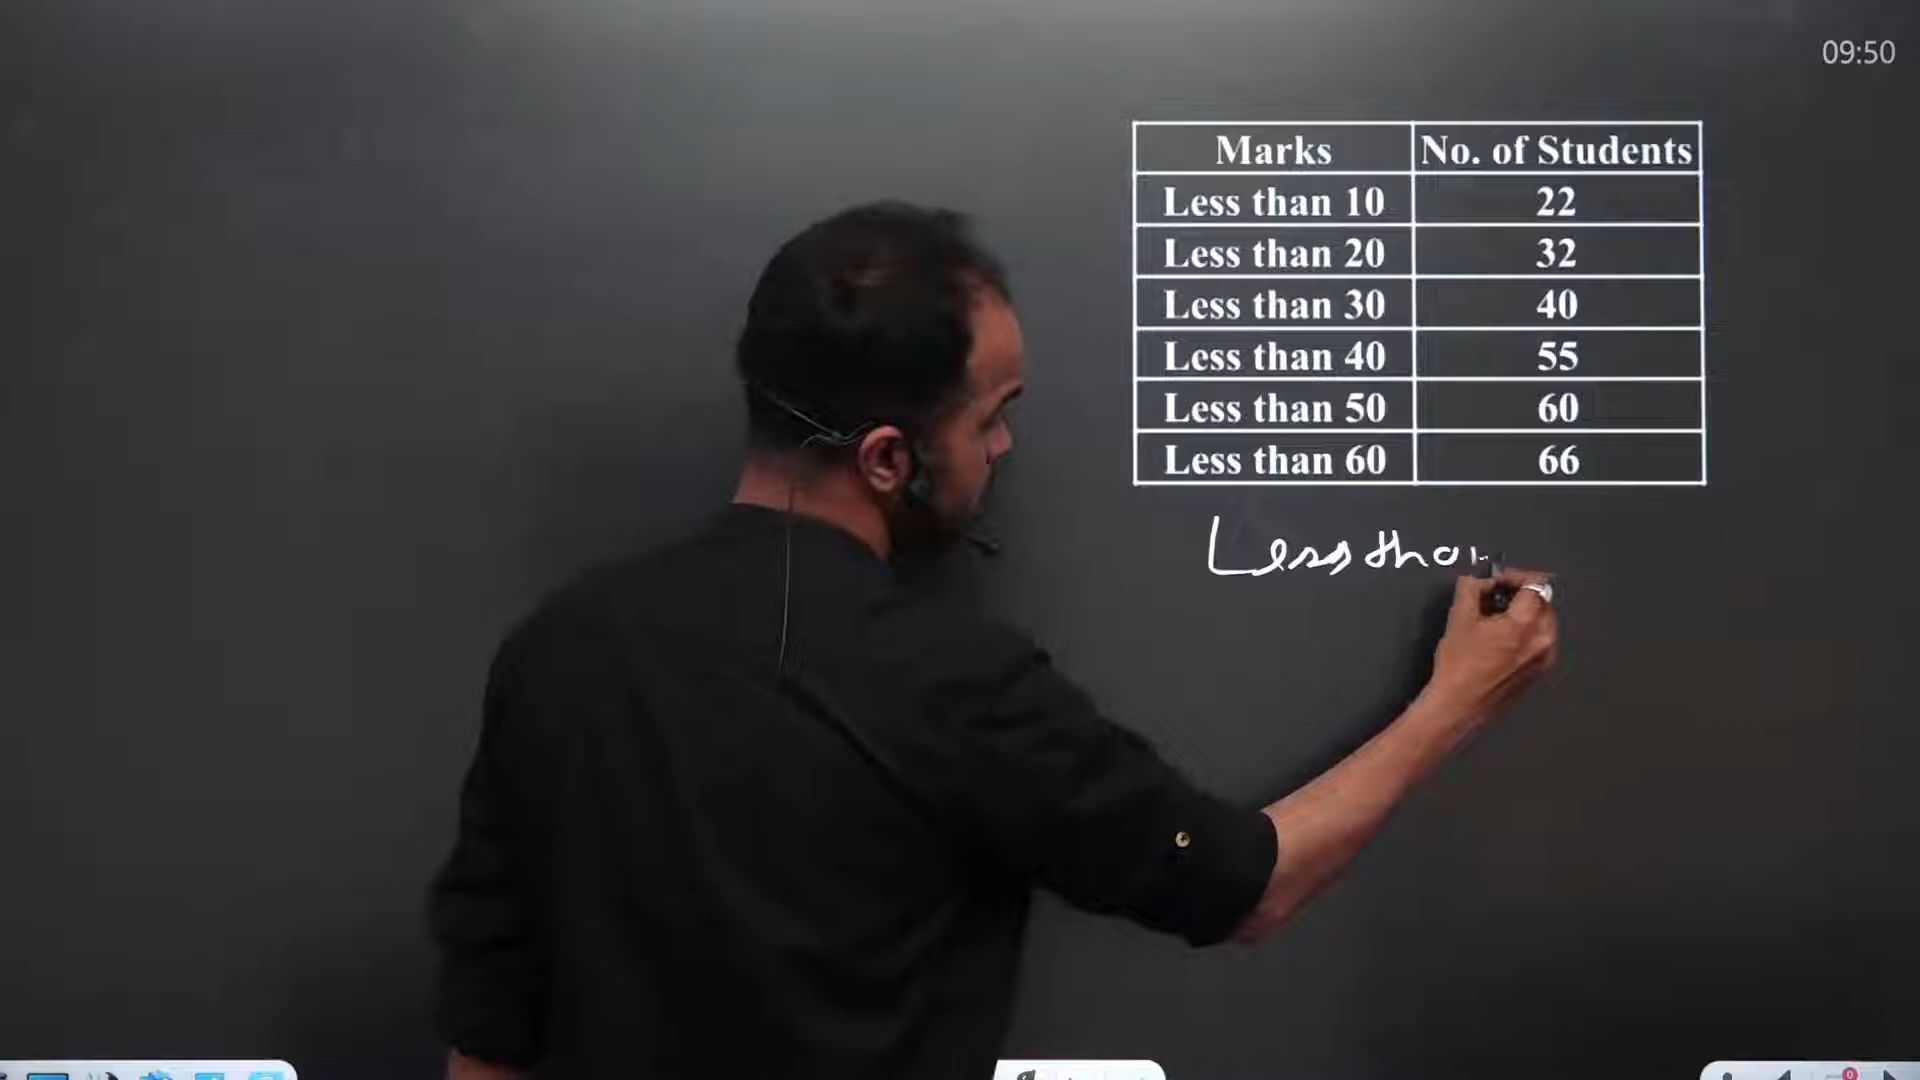 09:50
Marks No. of Students
Less than 10 22
Less than 20 32
Less than 30 40
Less than 40 55
Less than 50 60
Less than 60 66
Less than